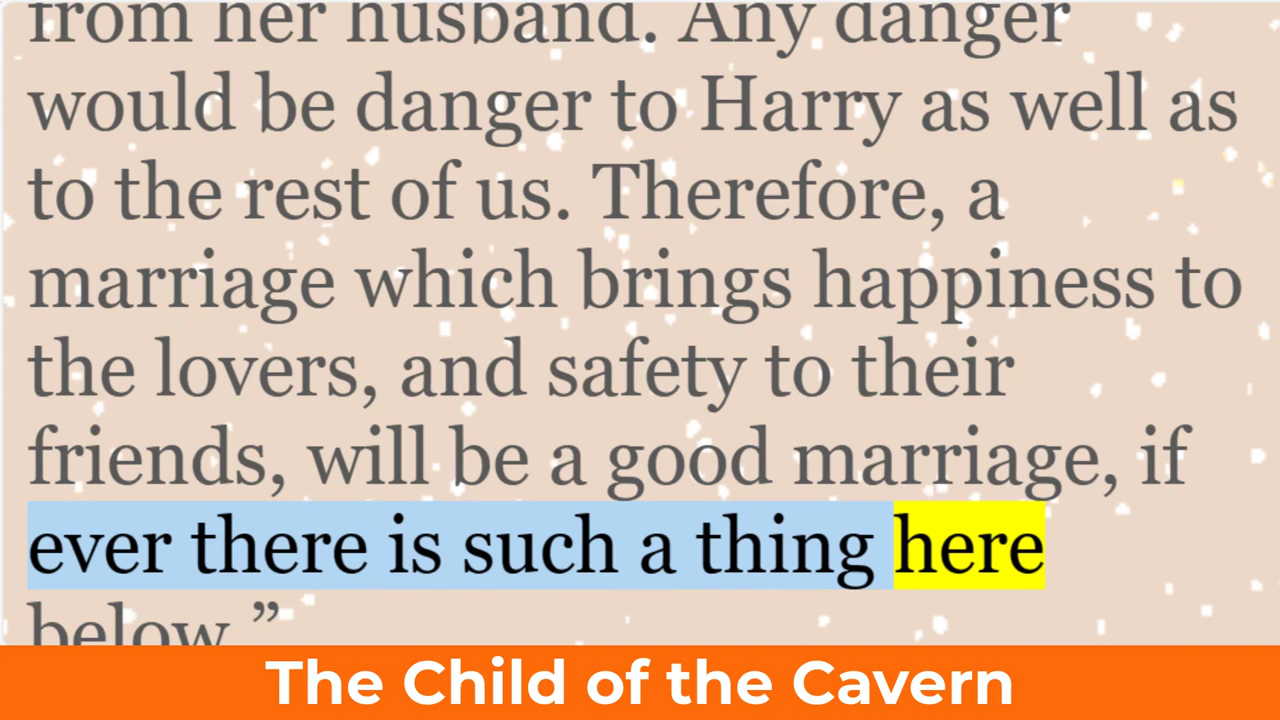 from her husband. Any danger
would be danger to Harry as well as
to the rest of us. Therefore, a
marriage which brings happiness to
the lovers, and safety to their
friends, will be a good marriage, if
ever there is such a thing here
below.”
The Child of the Cavern